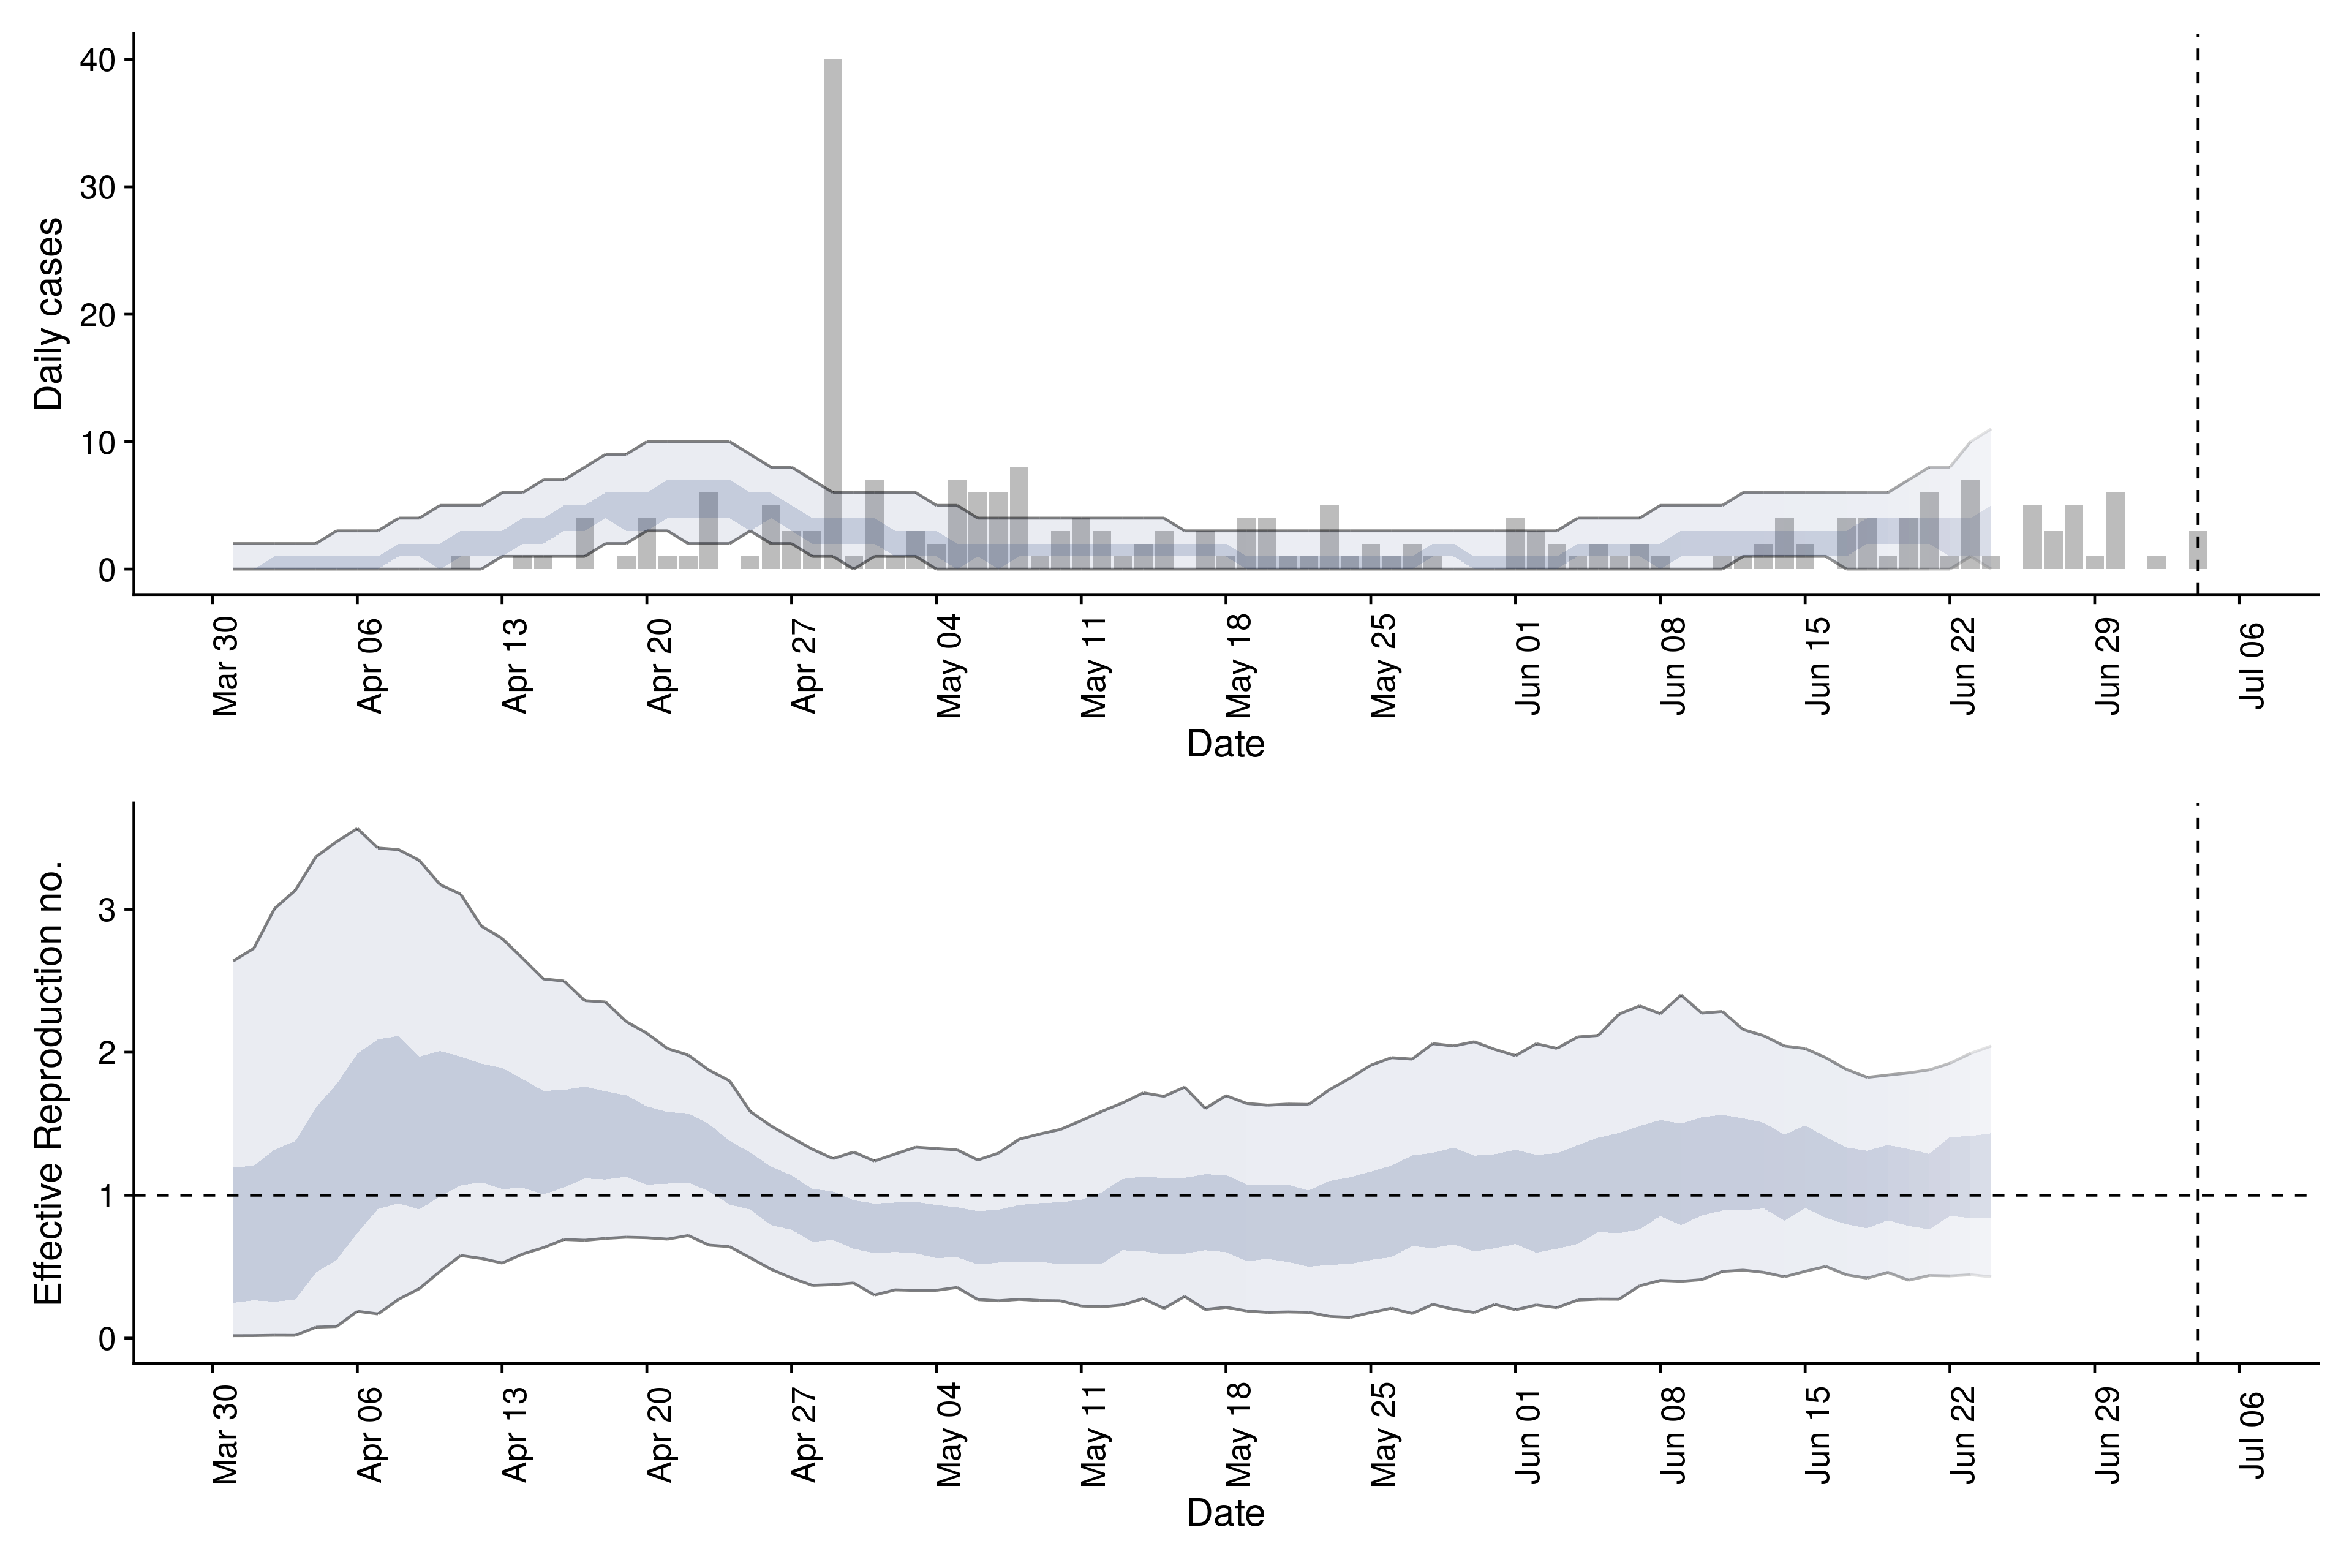 Daily cases
40
30
20
10
0
Mar 30
Apr 06
Apr 13
Apr 20
Apr 27
May 04
May 11
May 18
May 25
Jun 01
Jun 08
Jun 15
Jun 22
Jun 29
Jul 06
Date
Effective Reproduction no.
3
2
1
0
Mar 30
Apr 06
Apr 13
Apr 20
Apr 27
May 04
May 11
May 18
May 25
Jun 01
Jun 08
Jun 15
Jun 22
Jun 29
Jul 06
Date